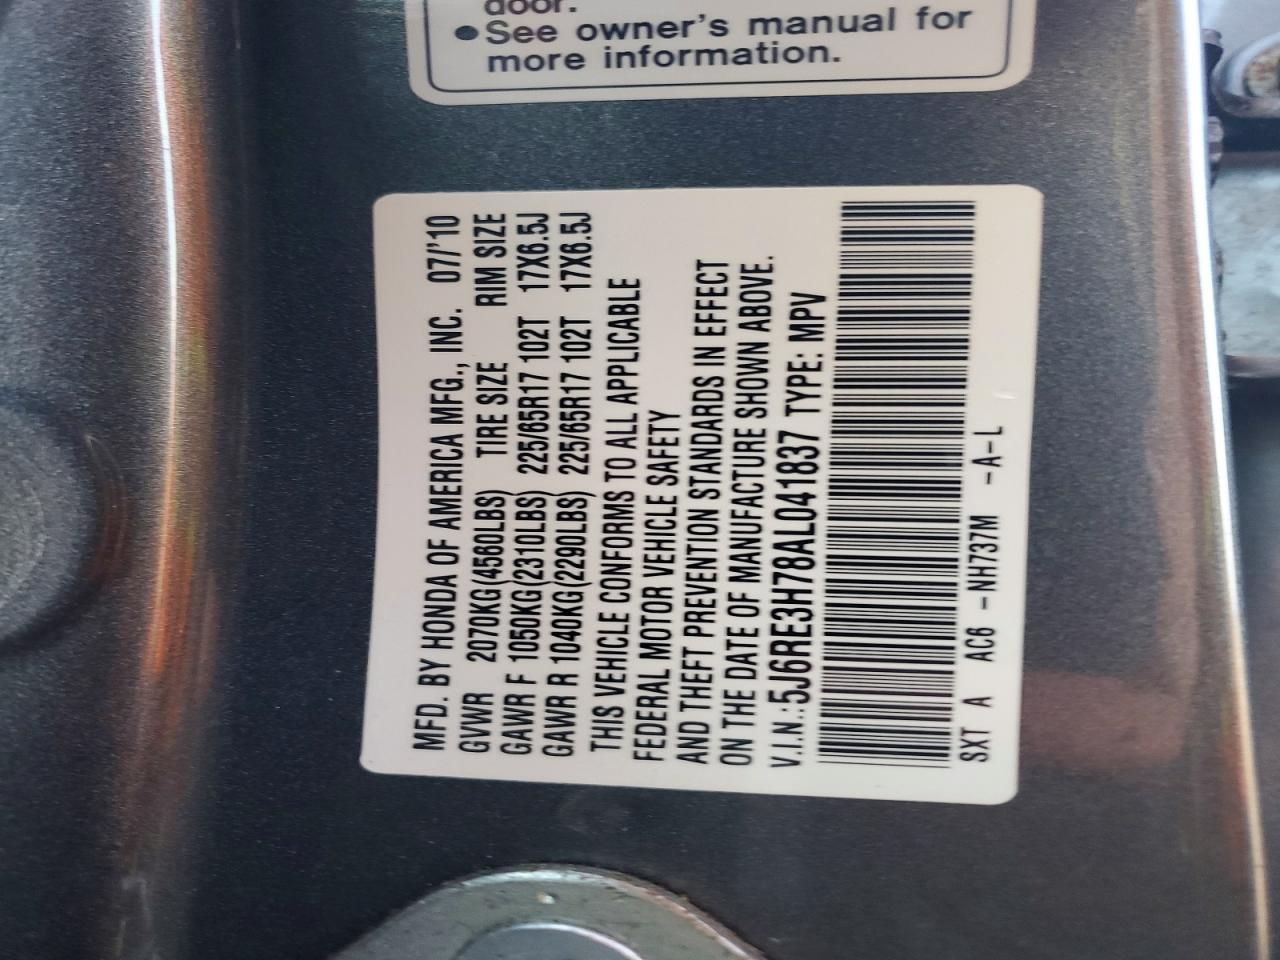 door.
● See owner's manual for
more information.
MFD. BY HONDA OF AMERICA MFG., INC. 07/'10
GVWR 2070KG(4560LBS) TIRE SIZE RIM SIZE
GAWR F 1050KG(2310LBS) 225/65R17 102T 17X6.5J
GAWR R 1040KG(2290LBS) 225/65R17 102T 17X6.5J
THIS VEHICLE CONFORMS TO ALL APPLICABLE
FEDERAL MOTOR VEHICLE SAFETY
AND THEFT PREVENTION STANDARDS IN EFFECT
ON THE DATE OF MANUFACTURE SHOWN ABOVE.
V.I.N.:5J6RE3H78AL041837 TYPE: MPV
SXT A AC6 -NH737M -A-L